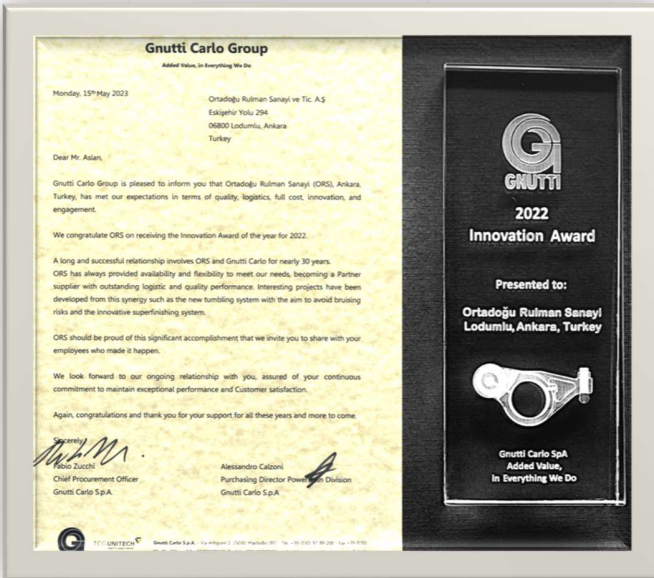 Gnutti Carlo Group
Added Value, in Everything We Do
Monday, 15th May 2023
Ortadoğu Rulman Sanayi ve Tic. A.Ş
Eskişehir Yolu 294
06800 Lodumlu, Ankara
Turkey
Dear Mr. Aslan,
Gnutti Carlo Group is pleased to inform you that Ortadoğu Rulman Sanayi (ORS), Ankara,
Turkey, has met our expectations in terms of quality, logistics, full cost, innovation, and
engagement.
We congratulate ORS on receiving the Innovation Award of the year for 2022.
A long and successful relationship involves ORS and Gnutti Carlo for nearly 30 years.
ORS has always provided availability and flexibility to meet our needs, becoming a Partner
supplier with outstanding logistic and quality performance. Interesting projects have been
developed from this synergy such as the new tumbling system with the aim to avoid bruising
risks and the innovative superfinishing system.
ORS should be proud of this significant accomplishment that we invite you to share with your
employees who made it happen.
We look forward to our ongoing relationship with you, assured of your continuous
commitment to maintain exceptional performance and Customer satisfaction.
Again, congratulations and thank you for your support for all these years and more to come.
Sincerely
Fabio Zucchi
Chief Procurement Officer
Gnutti Carlo S.p.A.
Alessandro Calzoni
Purchasing Director Power Division
Gnutti Carlo S.p.A
TCG UNITECH
Gnutti Carlo S.p.A.
GNUTTI
2022
Innovation Award
Presented to:
Ortadoğu Rulman Sanayi
Lodumlu, Ankara, Turkey
Gnutti Carlo SpA
Added Value,
In Everything We Do